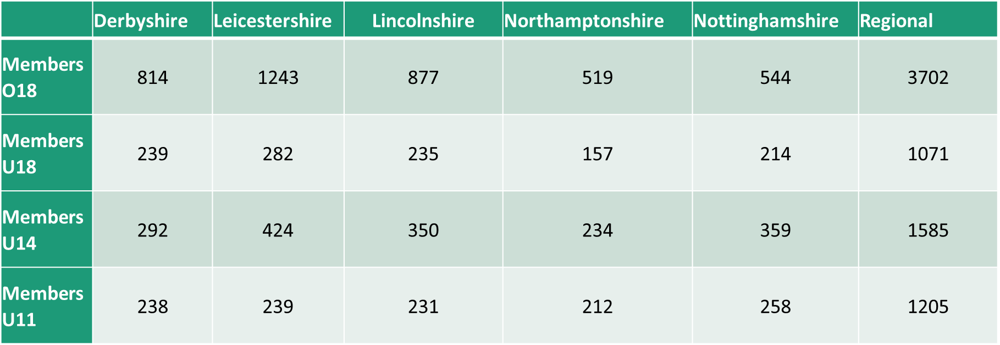 Derbyshire Leicestershire Lincolnshire Northamptonshire Nottinghamshire Regional
Members
O18 814 1243 877 519 544 3702
Members
U18 239 282 235 157 214 1071
Members
U14 292 424 350 234 359 1585
Members
U11 238 239 231 212 258 1205